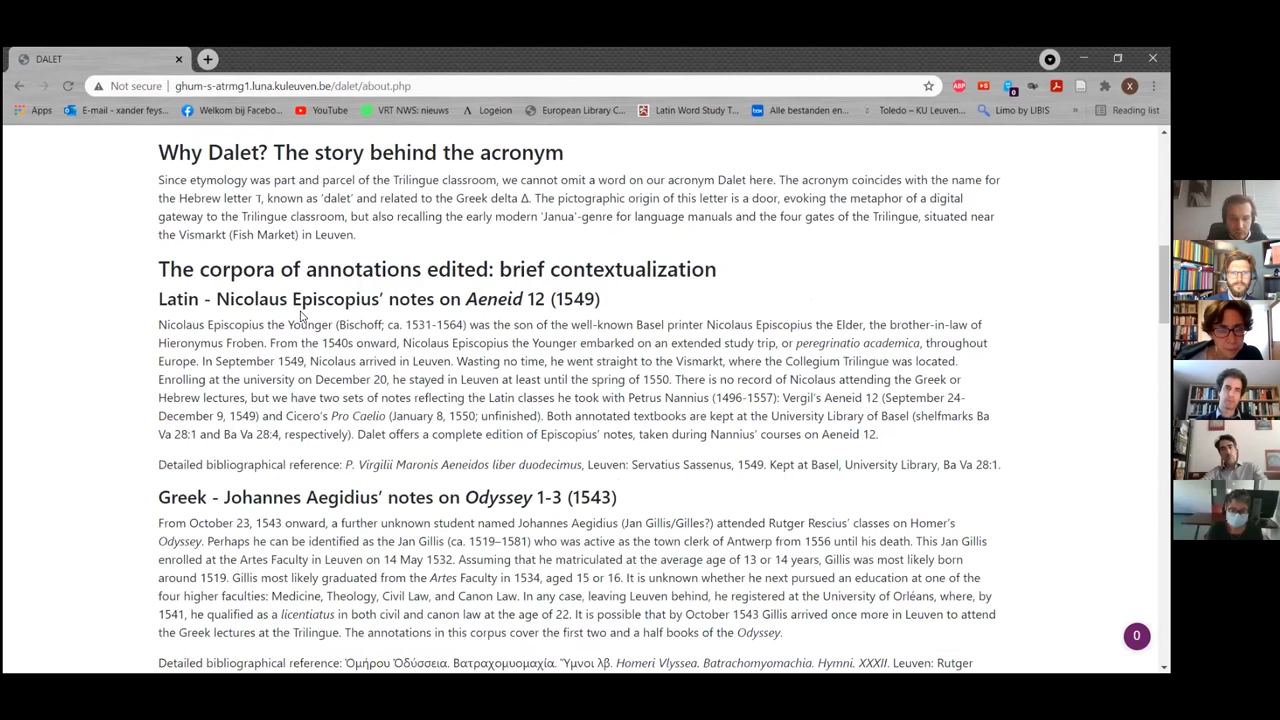 DALET
Not secure | ghum-s-atrmg1.luna.kuleuven.be/dalet/about.php
Apps E-mail - xander feys... Welkom bij Facebo... YouTube VRT NWS: nieuws Logeion European Library C... Latin Word Study T... Alle bestanden en... Toledo – KU Leuven... Limo by LIBIS » Reading list
Why Dalet? The story behind the acronym
Since etymology was part and parcel of the Trilingue classroom, we cannot omit a word on our acronym Dalet here. The acronym coincides with the name for
the Hebrew letter ד, known as 'dalet' and related to the Greek delta Δ. The pictographic origin of this letter is a door, evoking the metaphor of a digital
gateway to the Trilingue classroom, but also recalling the early modern 'Janua'-genre for language manuals and the four gates of the Trilingue, situated near
the Vismarkt (Fish Market) in Leuven.
The corpora of annotations edited: brief contextualization
Latin - Nicolaus Episcopius' notes on Aeneid 12 (1549)
Nicolaus Episcopius the Younger (Bischoff; ca. 1531-1564) was the son of the well-known Basel printer Nicolaus Episcopius the Elder, the brother-in-law of
Hieronymus Froben. From the 1540s onward, Nicolaus Episcopius the Younger embarked on an extended study trip, or peregrinatio academica, throughout
Europe. In September 1549, Nicolaus arrived in Leuven. Wasting no time, he went straight to the Vismarkt, where the Collegium Trilingue was located.
Enrolling at the university on December 20, he stayed in Leuven at least until the spring of 1550. There is no record of Nicolaus attending the Greek or
Hebrew lectures, but we have two sets of notes reflecting the Latin classes he took with Petrus Nannius (1496-1557): Vergil's Aeneid 12 (September 24-
December 9, 1549) and Cicero's Pro Caelio (January 8, 1550; unfinished). Both annotated textbooks are kept at the University Library of Basel (shelfmarks Ba
Va 28:1 and Ba Va 28:4, respectively). Dalet offers a complete edition of Episcopius' notes, taken during Nannius' courses on Aeneid 12.
Detailed bibliographical reference: P. Virgilii Maronis Aeneidos liber duodecimus, Leuven: Servatius Sassenus, 1549. Kept at Basel, University Library, Ba Va 28:1.
Greek - Johannes Aegidius' notes on Odyssey 1-3 (1543)
From October 23, 1543 onward, a further unknown student named Johannes Aegidius (Jan Gillis/Gilles?) attended Rutger Rescius' classes on Homer's
Odyssey. Perhaps he can be identified as the Jan Gillis (ca. 1519–1581) who was active as the town clerk of Antwerp from 1556 until his death. This Jan Gillis
enrolled at the Artes Faculty in Leuven on 14 May 1532. Assuming that he matriculated at the average age of 13 or 14 years, Gillis was most likely born
around 1519. Gillis most likely graduated from the Artes Faculty in 1534, aged 15 or 16. It is unknown whether he next pursued an education at one of the
four higher faculties: Medicine, Theology, Civil Law, and Canon Law. In any case, leaving Leuven behind, he registered at the University of Orléans, where, by
1541, he qualified as a licentiatus in both civil and canon law at the age of 22. It is possible that by October 1543 Gillis arrived once more in Leuven to attend
the Greek lectures at the Trilingue. The annotations in this corpus cover the first two and a half books of the Odyssey.
0
Detailed bibliographical reference: Ὁμήρου Ὀδύσσεια. Βατραχομυομαχία. Ὕμνοι λβ. Homeri Vlyssea. Batrachomyomachia. Hymni. XXXII. Leuven: Rutger